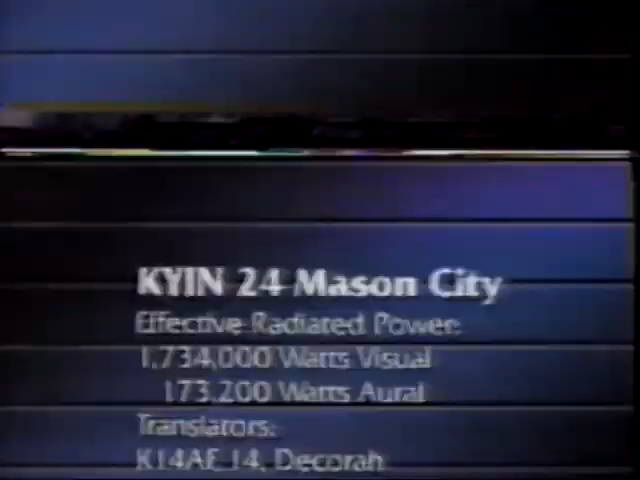 KYIN 24 Mason City
Effective Radiated Power:
1,734,000 Watts Visual
173,200 Watts Aural
Translators:
K14AE 14, Decorah